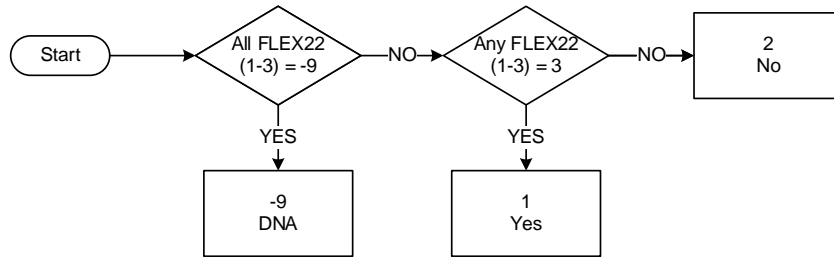 Start
All FLEX22
(1-3) = -9
NO
Any FLEX22
(1-3) = 3
NO
2
No
YES
YES
-9
DNA
1
Yes